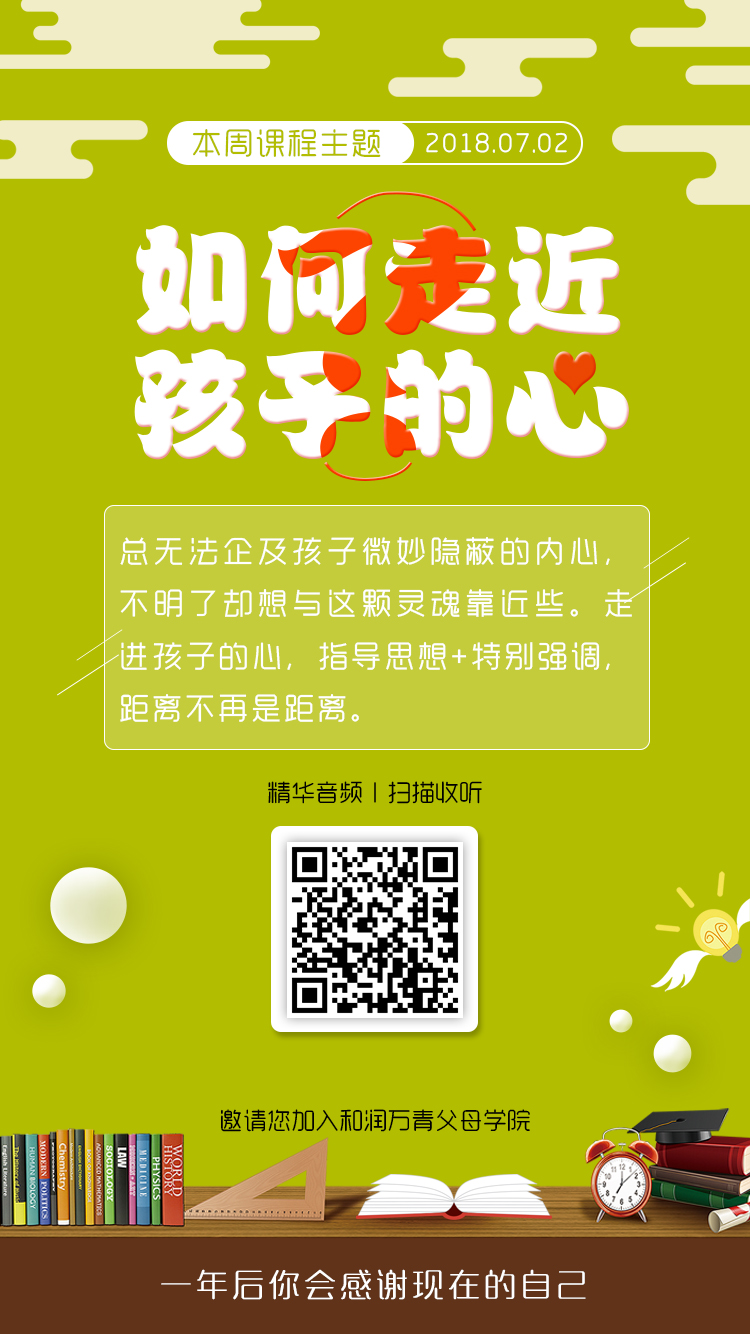 本周课程主题 2018.07.02
如何走近
孩子的心
总无法企及孩子微妙隐蔽的内心，
不明了却想与这颗灵魂靠近些。走
进孩子的心，指导思想+特别强调，
距离不再是距离。
精华音频 | 扫描收听
邀请您加入和润万青父母学院
English Literature
HUMAN BIOLOGY
MODERN POLITICS
Chemistry
ADVANCED MATHEMATICS
SOCIOLOGY
LAW
MEDICINE
PHYSICS
WORLD HISTORY
一年后你会感谢现在的自己